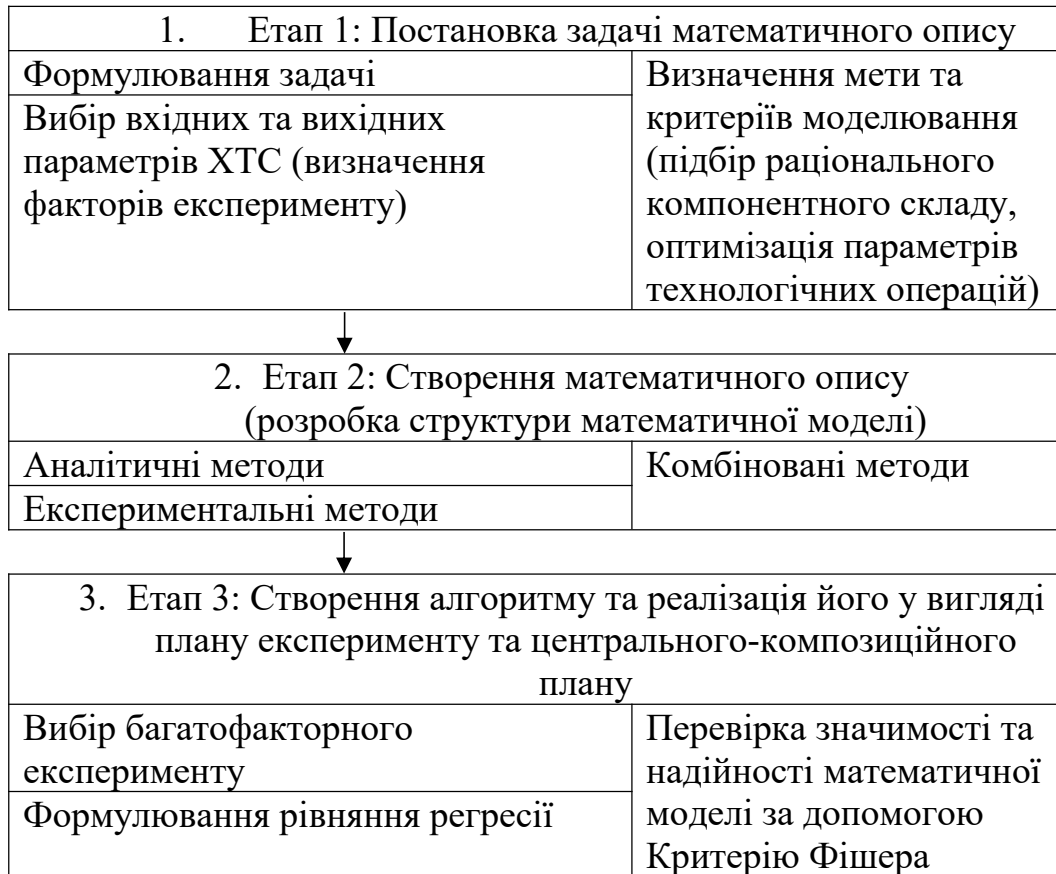 1. Етап 1: Постановка задачі математичного опису
Формулювання задачі
Вибір вхідних та вихідних
параметрів ХТС (визначення
факторів експерименту)
Визначення мети та
критеріїв моделювання
(підбір раціонального
компонентного складу,
оптимізація параметрів
технологічних операцій)
2. Етап 2: Створення математичного опису
(розробка структури математичної моделі)
Аналітичні методи
Експериментальні методи
Комбіновані методи
3. Етап 3: Створення алгоритму та реалізація його у вигляді
плану експерименту та центрального-композиційного
плану
Вибір багатофакторного
експерименту
Формулювання рівняння регресії
Перевірка значимості та
надійності математичної
моделі за допомогою
Критерію Фішера